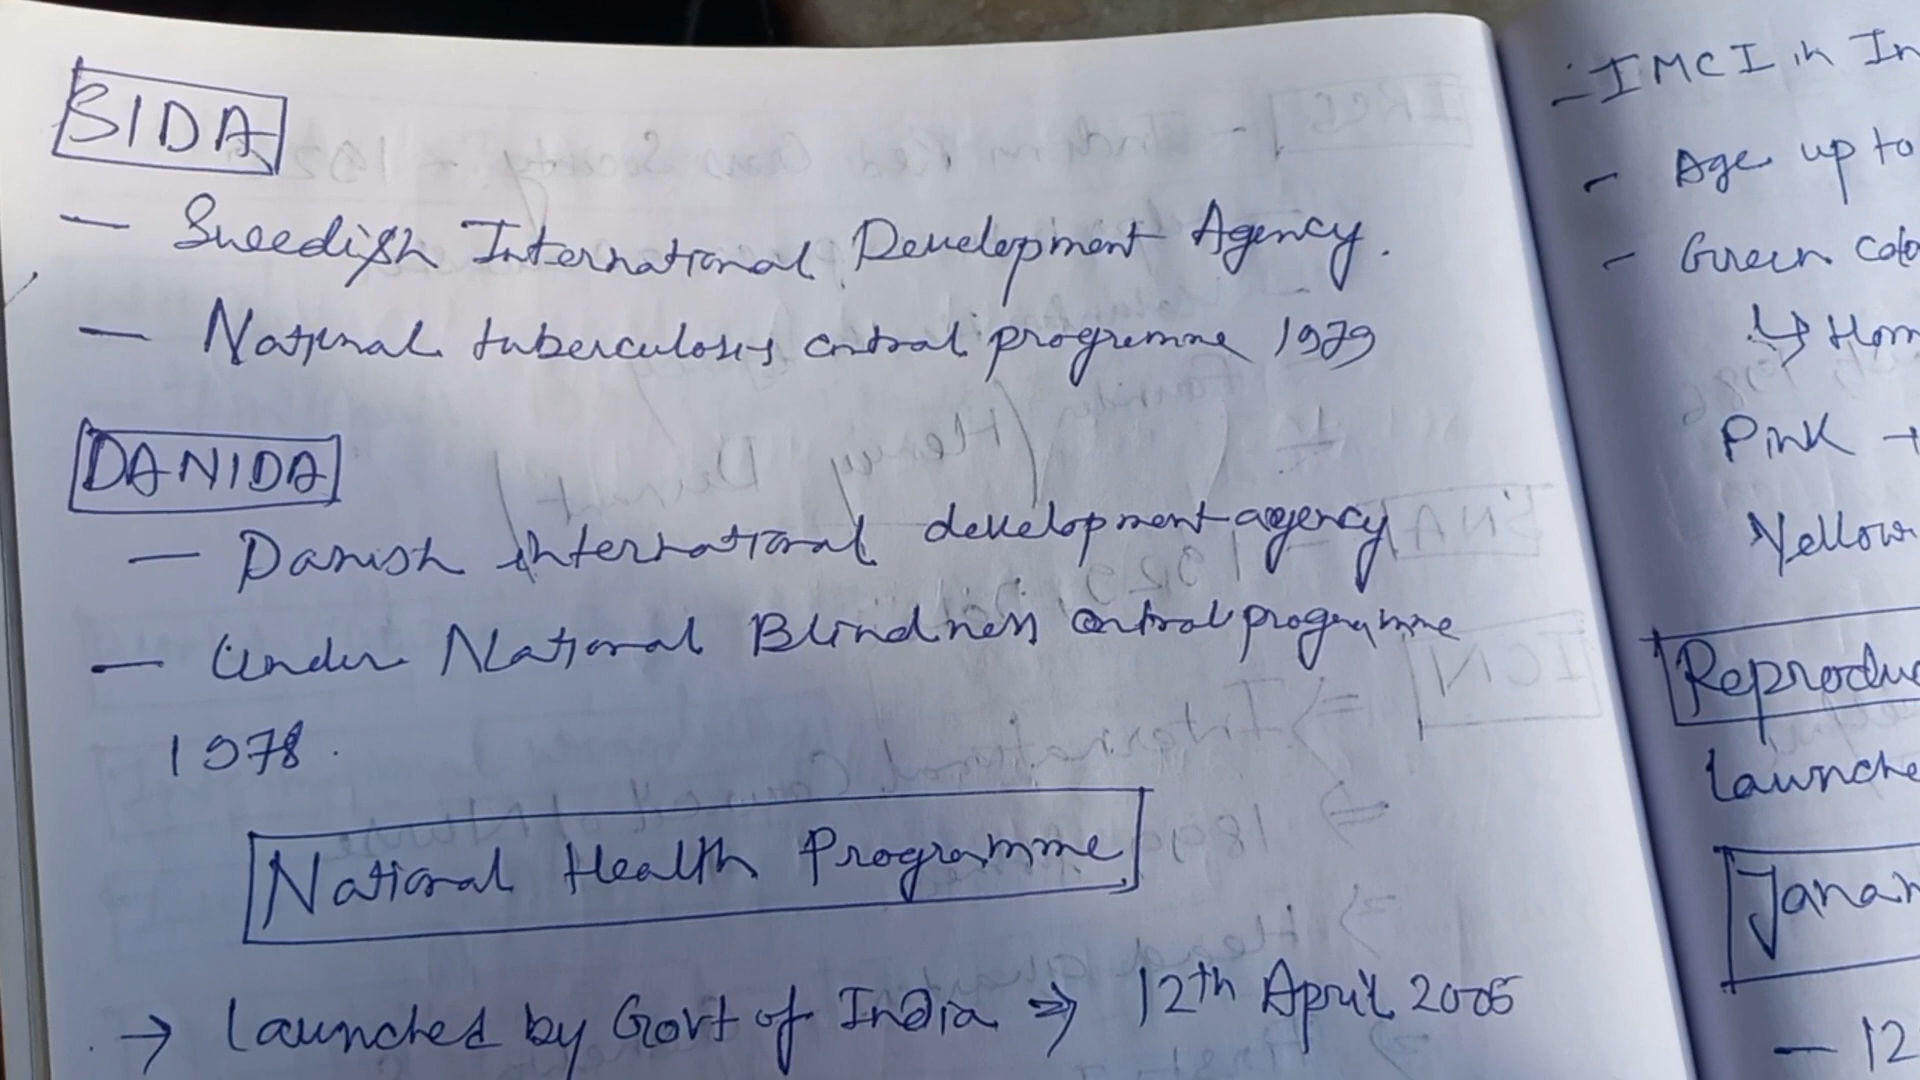 SIDA
— Sweedish International Development Agency.
— National tuberculosis control programme 1979
DANIDA
— Danish international development agency
— Under National Blindness control programme
1978.
National Health Programme
→ launched by Govt of India ⇒ 12th April 2005
- IMCI in In
- Age up to
- Green colo
↳ Hom
Pink
Yellow
Reproduc
launche
Janan
— 12